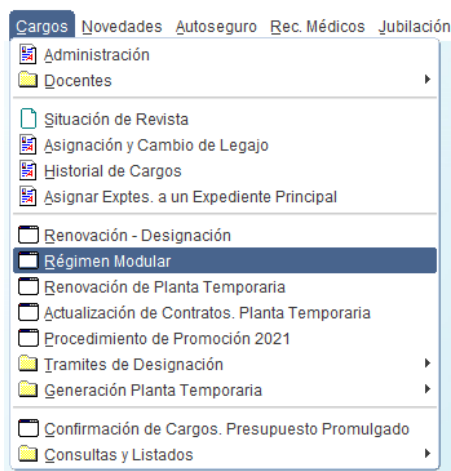 Cargos Novedades Autoseguro Rec. Médicos Jubilación
Administración
Docentes
Situación de Revista
Asignación y Cambio de Legajo
Historial de Cargos
Asignar Exptes. a un Expediente Principal
Renovación - Designación
Régimen Modular
Renovación de Planta Temporaria
Actualización de Contratos. Planta Temporaria
Procedimiento de Promoción 2021
Tramites de Designación
Generación Planta Temporaria
Confirmación de Cargos. Presupuesto Promulgado
Consultas y Listados